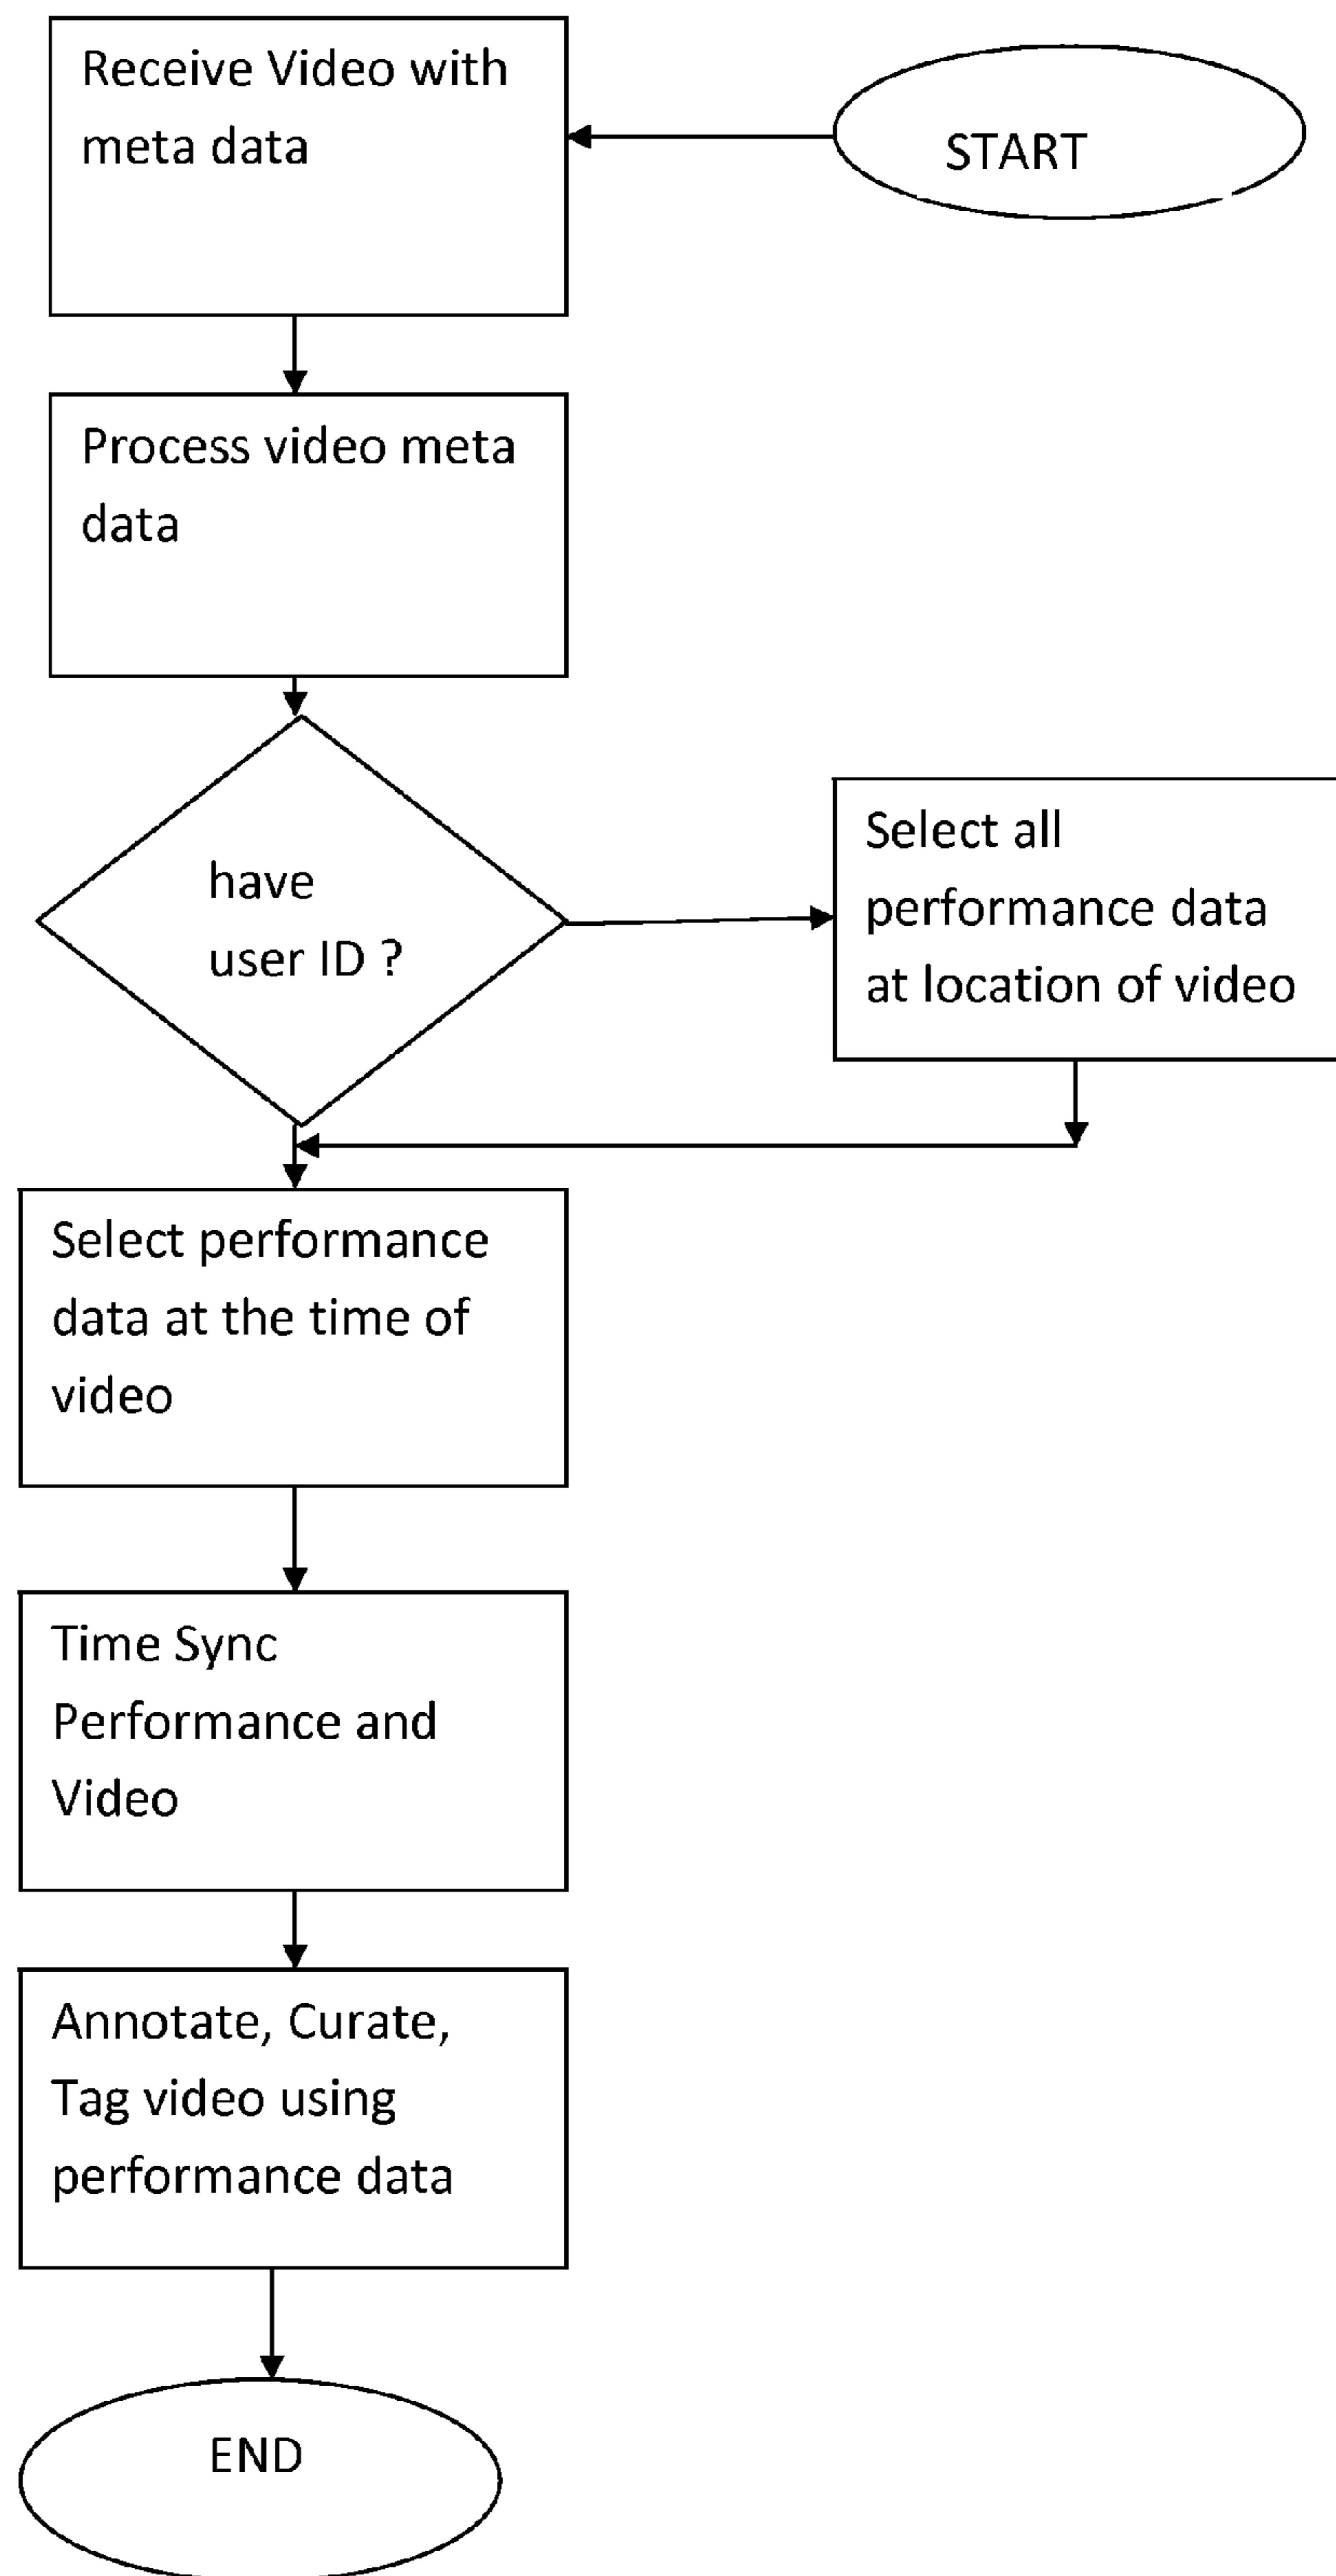 START
Receive Video with
meta data
Process video meta
data
have
user ID ?
Select all
performance data
at location of video
Select performance
data at the time of
video
Time Sync
Performance and
Video
Annotate, Curate,
Tag video using
performance data
END